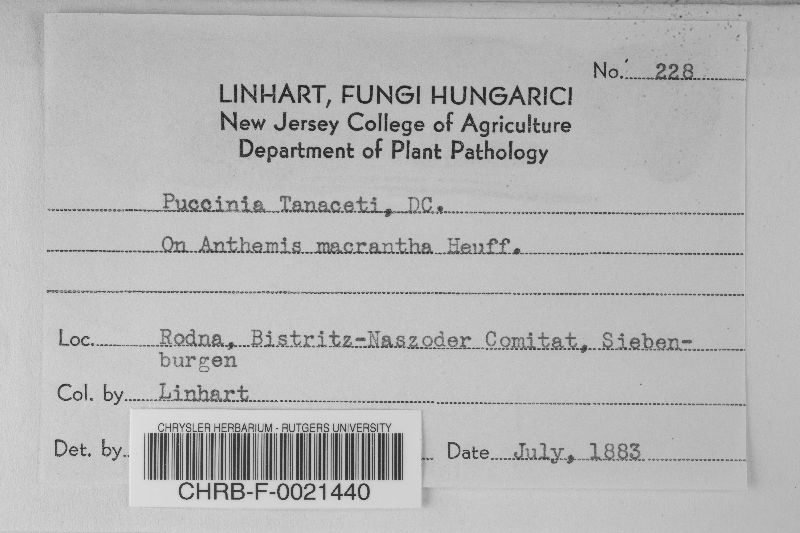 No. 228
LINHART, FUNGI HUNGARICI
New Jersey College of Agriculture
Department of Plant Pathology
Puccinia Tanaceti, DC.
On Anthemis macrantha Heuff.
Loc. Rodna, Bistritz-Naszoder Comitat, Sieben-
burgen
Col. by Linhart
Det. by
Date July, 1883
CHRYSLER HERBARIUM - RUTGERS UNIVERSITY
CHRB-F-0021440